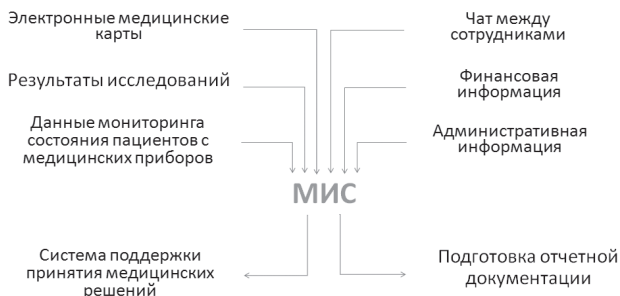 Электронные медицинские
карты
Результаты исследований
Данные мониторинга
состояния пациентов с
медицинских приборов
Чат между
сотрудниками
Финансовая
информация
Административная
информация
МИС
Система поддержки
принятия медицинских
решений
Подготовка отчетной
документации